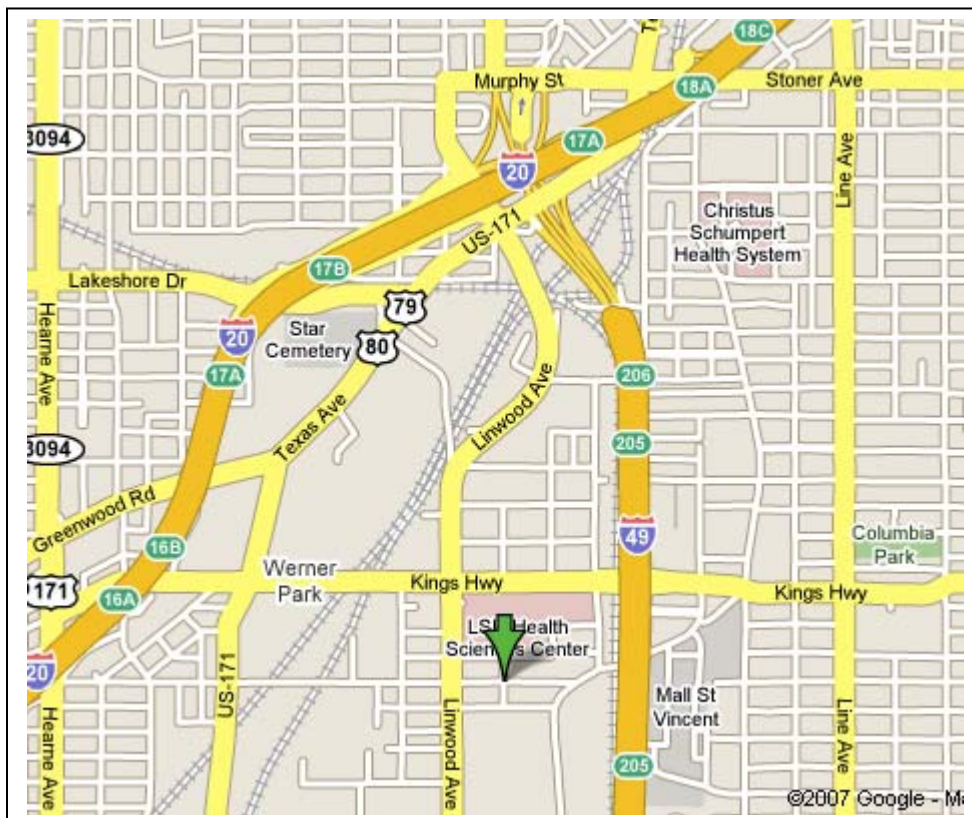 18C
Murphy St
Stoner Ave
18A
3094
17A
20
Line Ave
Christus
Schumpert
Health System
US-171
17B
Lakeshore Dr
79
Hearne Ave
20
Star
Cemetery
80
17A
206
Texas Ave
Linwood Ave
3094
205
Greenwood Rd
49
Columbia
Park
16B
Werner
Park
171
16A
Kings Hwy
Kings Hwy
Health
Center
20
US-171
Mall St
Vincent
Hearne Ave
Linwood Ave
Line Ave
205
©2007 Google -